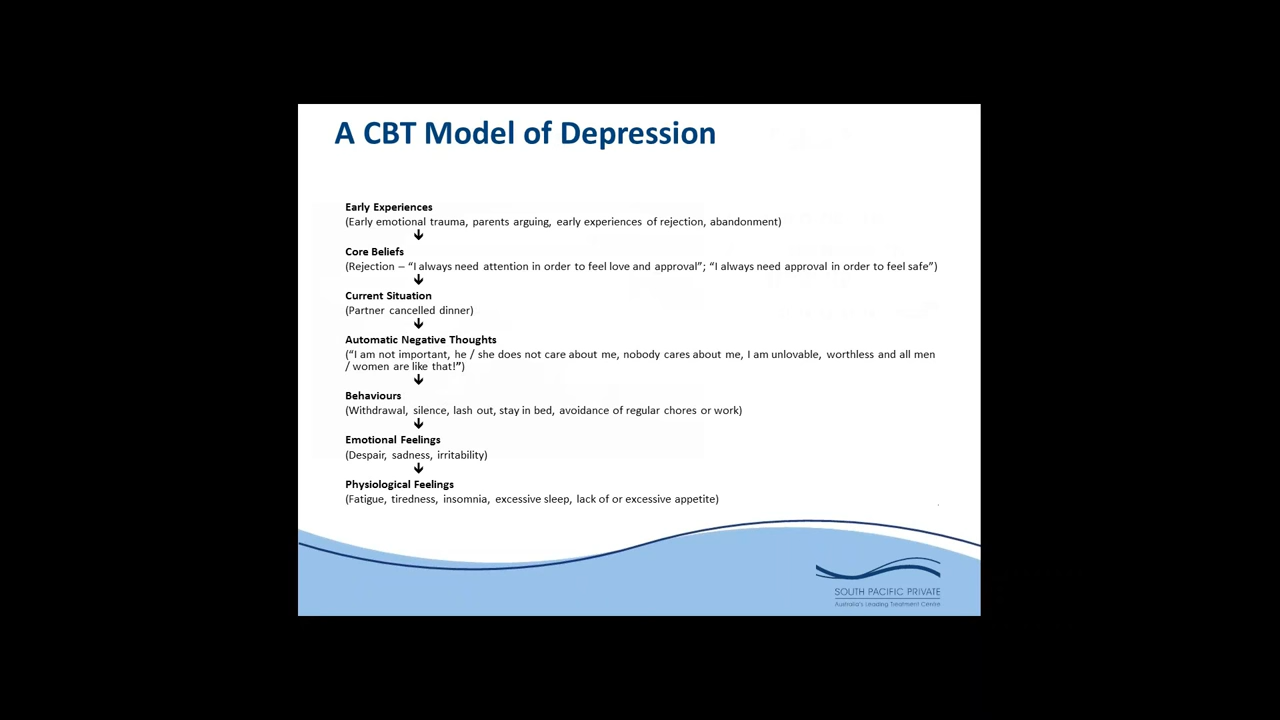 A CBT Model of Depression
Early Experiences
(Early emotional trauma, parents arguing, early experiences of rejection, abandonment)
Core Beliefs
(Rejection – “I always need attention in order to feel love and approval”; “I always need approval in order to feel safe”)
Current Situation
(Partner cancelled dinner)
Automatic Negative Thoughts
(“I am not important, he / she does not care about me, nobody cares about me, I am unlovable, worthless and all men
/ women are like that!”)
Behaviours
(Withdrawal, silence, lash out, stay in bed, avoidance of regular chores or work)
Emotional Feelings
(Despair, sadness, irritability)
Physiological Feelings
(Fatigue, tiredness, insomnia, excessive sleep, lack of or excessive appetite)
SOUTH PACIFIC PRIVATE
Australia's Leading Treatment Centre